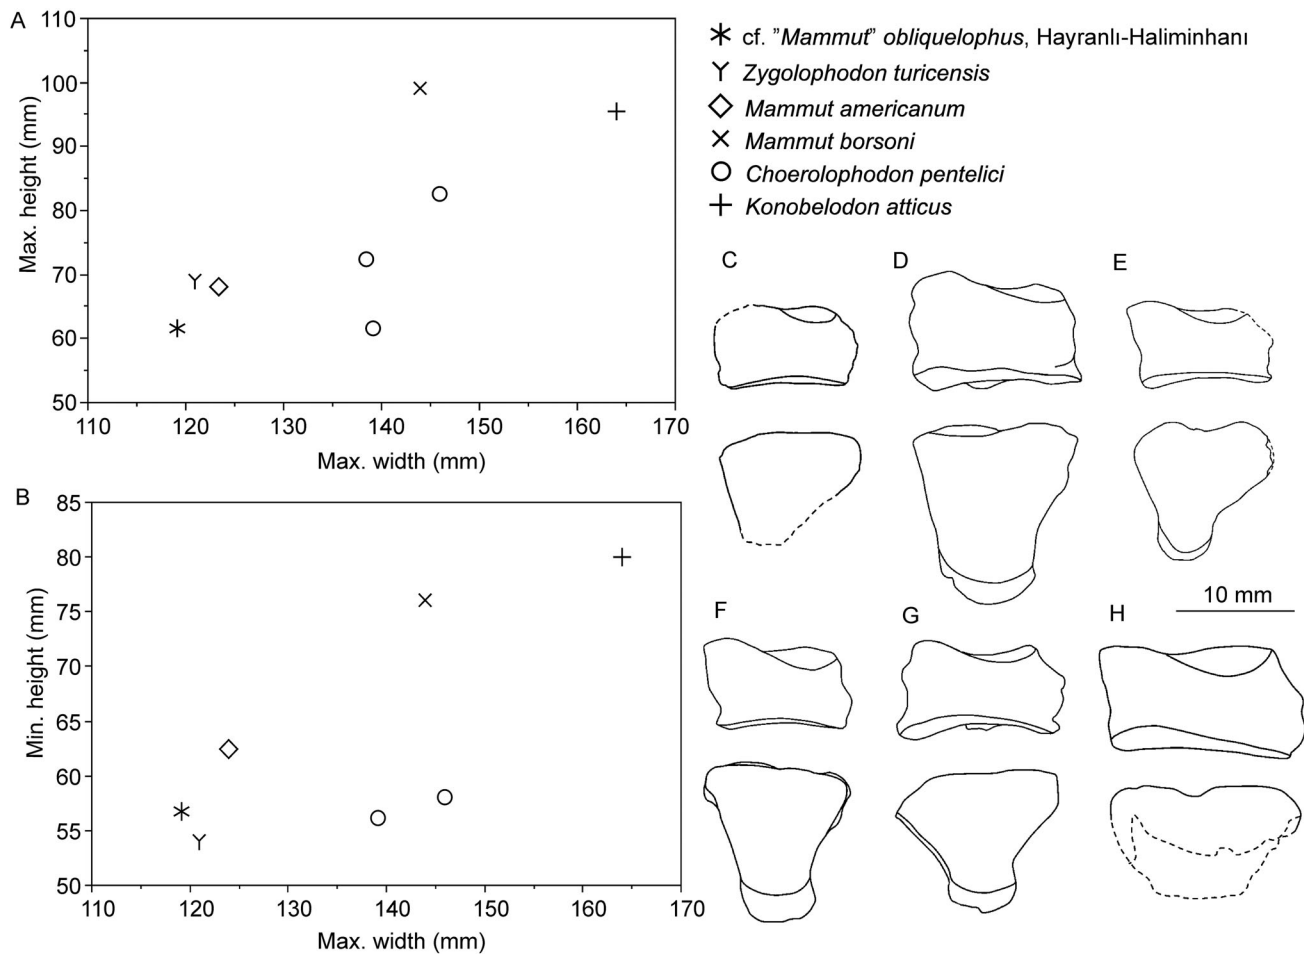 A
110
100
90
80
70
60
50
Max. height (mm)
110 120 130 140 150 160 170
Max. width (mm)
cf. ”Mammut” obliquelophus, Hayranlı-Haliminhanı
Zygolophodon turicensis
Mammut americanum
Mammut borsoni
Choerolophodon pentelici
Konobelodon atticus
B
85
80
75
70
65
60
55
50
Min. height (mm)
110 120 130 140 150 160 170
Max. width (mm)
C D E
10 mm
F G H